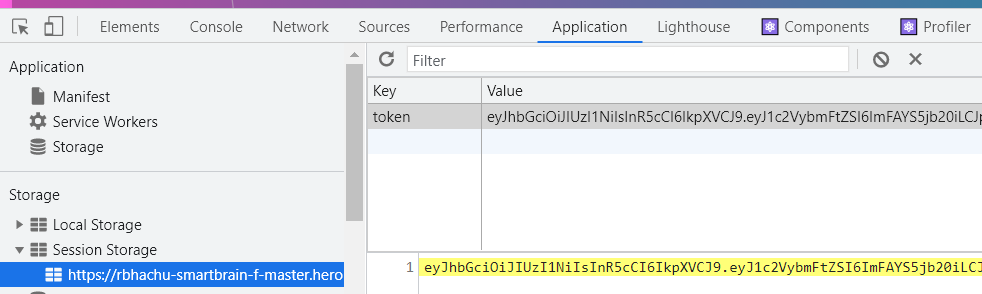 Elements Console Network Sources Performance Application Lighthouse Components Profiler
Application
Manifest
Service Workers
Storage
Storage
Local Storage
Session Storage
https://rbhachu-smartbrain-f-master.hero
Filter
Key Value
token eyJhbGciOiJIUzI1NiIsInR5cCI6IkpXVCJ9.eyJ1c2VybmFtZSI6ImFAYS5jb20iLCJp
1 eyJhbGciOiJIUzI1NiIsInR5cCI6IkpXVCJ9.eyJ1c2VybmFtZSI6ImFAYS5jb20iLCJ